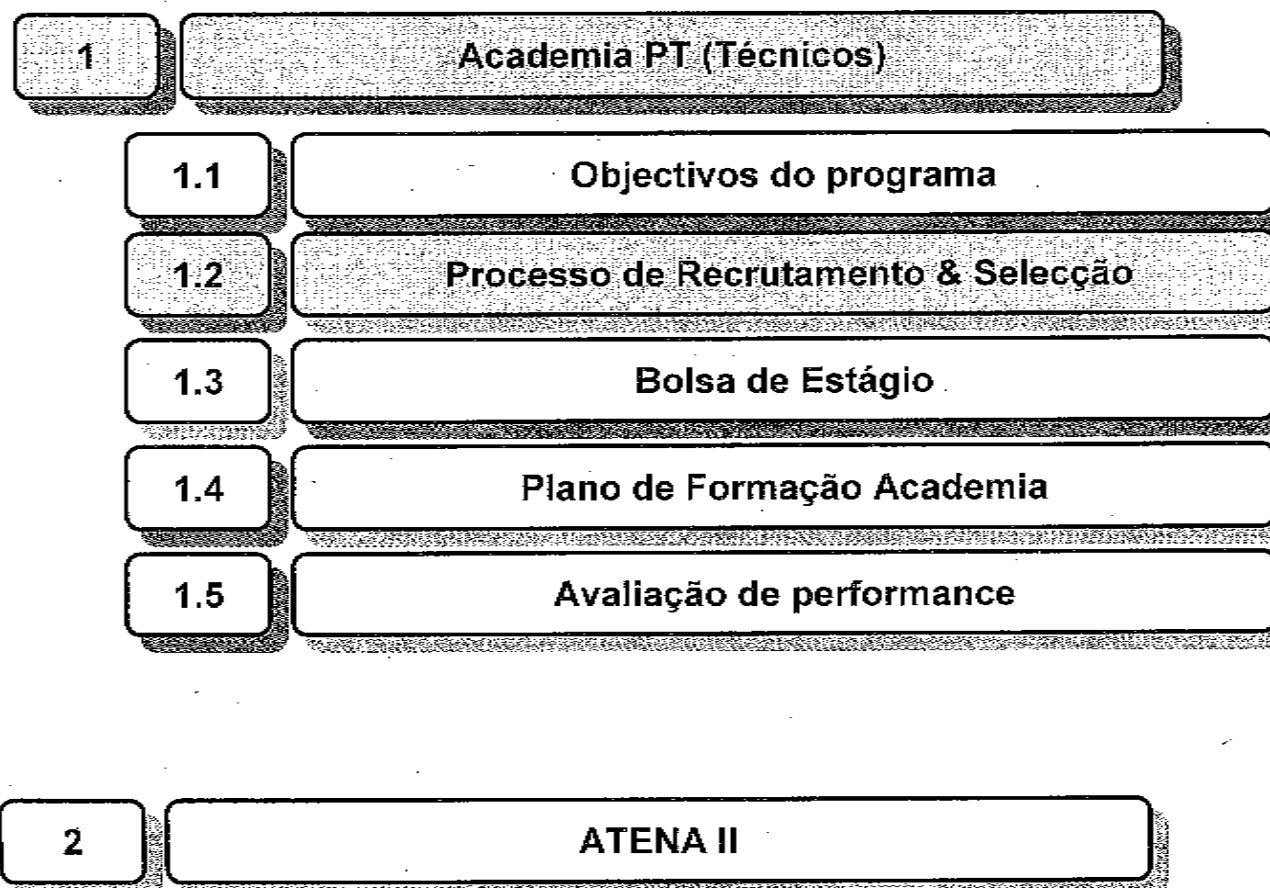 1 Academia PT (Técnicos)
1.1 Objectivos do programa
1.2 Processo de Recrutamento & Selecção
1.3 Bolsa de Estágio
1.4 Plano de Formação Academia
1.5 Avaliação de performance
2 ATENA II